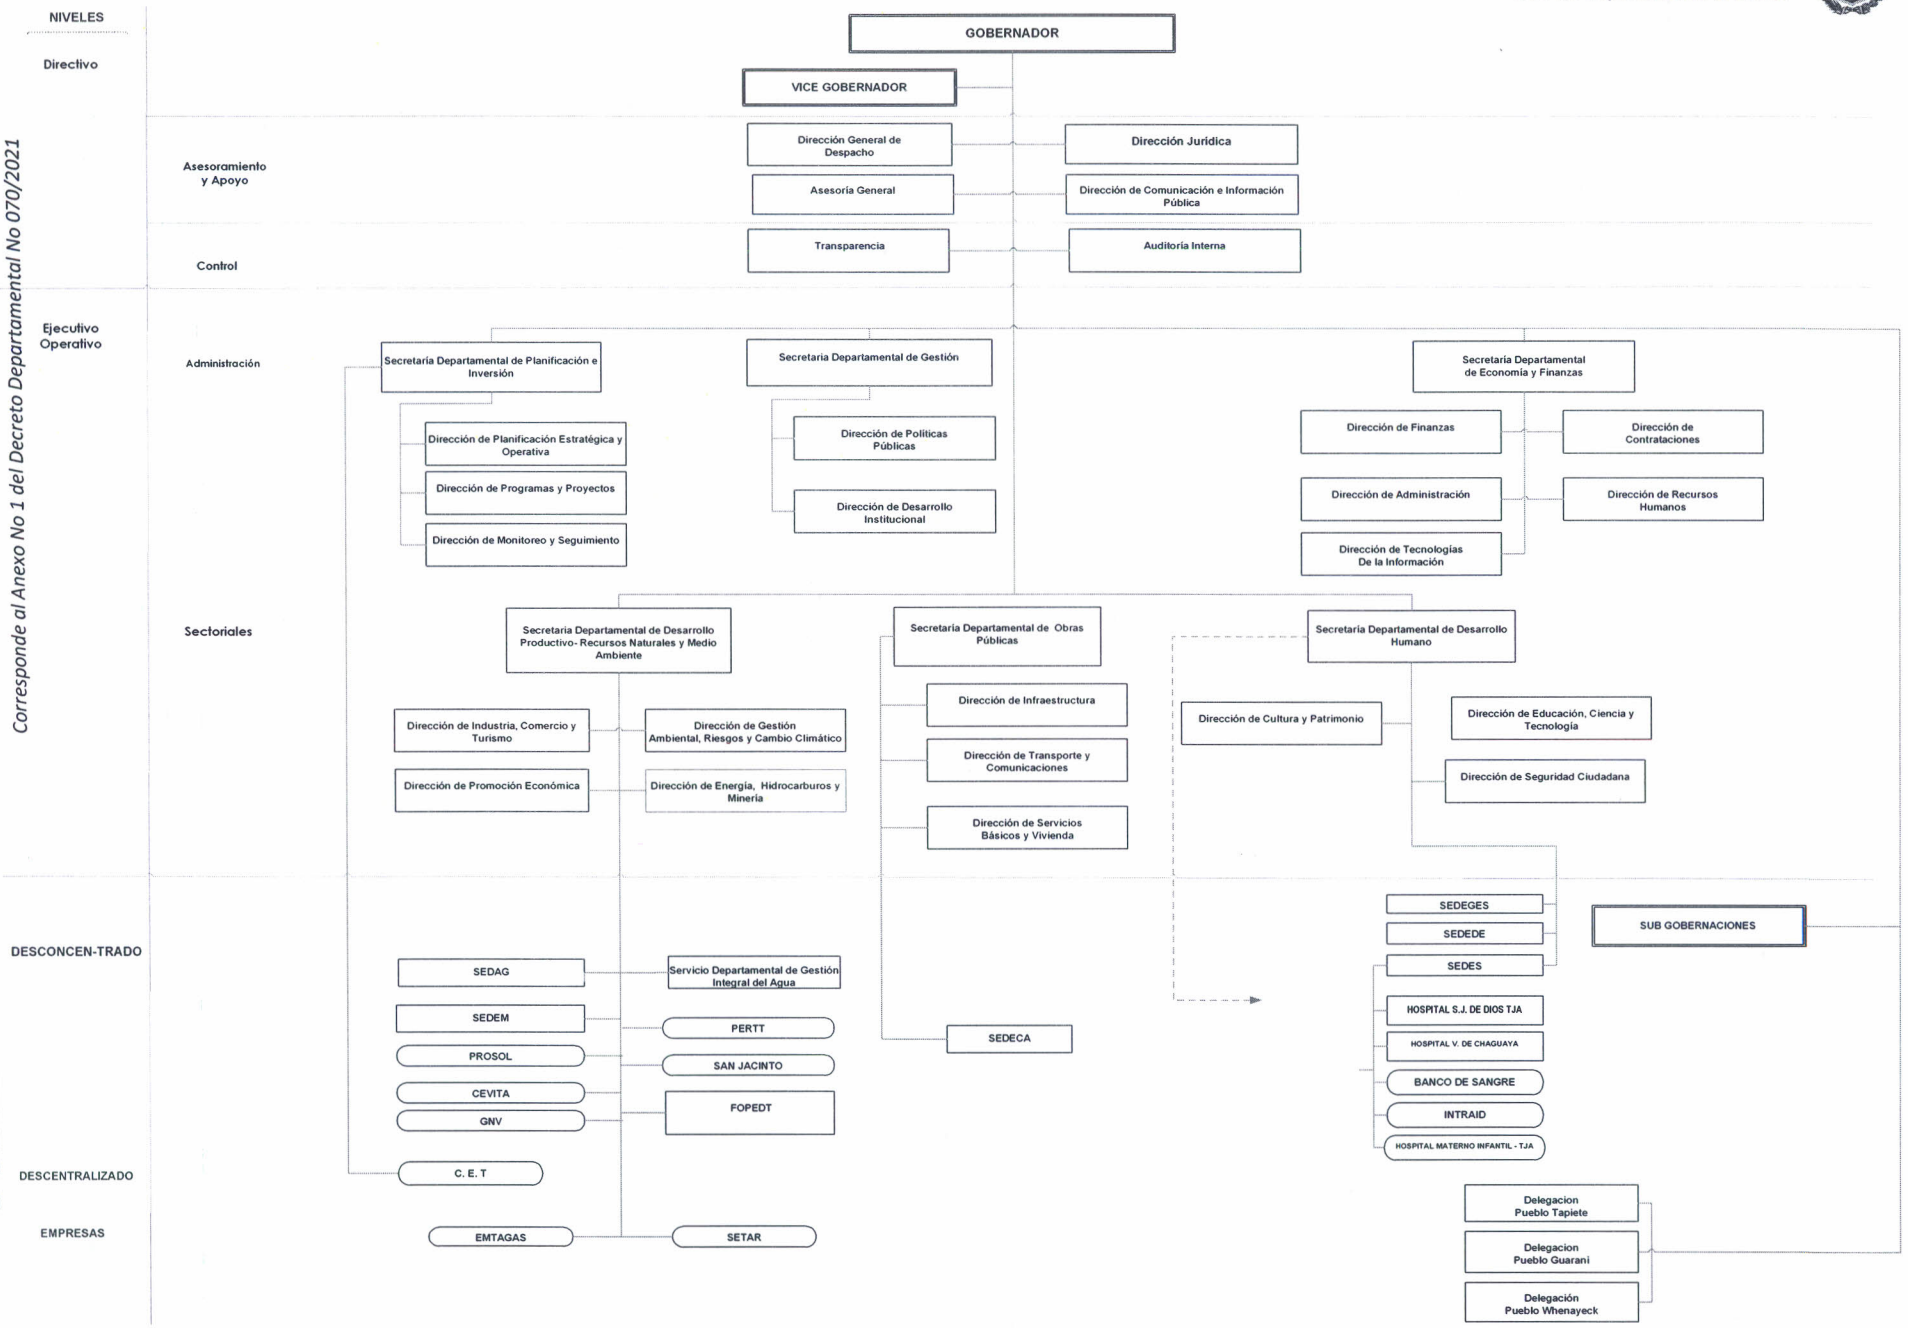 NIVELES
GOBERNADOR
Directivo
VICE GOBERNADOR
Corresponde al Anexo No 1 del Decreto Departamental No 070/2021
Asesoramiento
y Apoyo
Dirección General de
Despacho
Dirección Juridica
Asesoría General
Dirección de Comunicación e Información
Pública
Control
Transparencia
Auditoría Interna
Ejecutivo
Operativo
Administración
Secretaría Departamental de Planificación e
Inversión
Secretaria Departamental de Gestión
Secretaría Departamental
de Economía y Finanzas
Dirección de Planificación Estratégica y
Operativa
Dirección de Programas y Proyectos
Dirección de Monitoreo y Seguimiento
Dirección de Políticas
Públicas
Dirección de Desarrollo
Institucional
Dirección de Finanzas
Dirección de
Contrataciones
Dirección de Administración
Dirección de Recursos
Humanos
Dirección de Tecnologías
De la Información
Sectoriales
Secretaria Departamental de Desarrollo
Productivo- Recursos Naturales y Medio
Ambiente
Secretaría Departamental de Obras
Públicas
Secretaría Departamental de Desarrollo
Humano
Dirección de Industria, Comercio y
Turismo
Dirección de Gestión
Ambiental, Riesgos y Cambio Climático
Dirección de Promoción Económica
Dirección de Energía, Hidrocarburos y
Minería
Dirección de Infraestructura
Dirección de Transporte y
Comunicaciones
Dirección de Servicios
Básicos y Vivienda
Dirección de Cultura y Patrimonio
Dirección de Educación, Ciencia y
Tecnología
Dirección de Seguridad Ciudadana
DESCONCEN-TRADO
SEDEGES
SEDEDE
SEDES
SUB GOBERNACIONES
SEDAG
Servicio Departamental de Gestión
Integral del Agua
SEDEM
PERTT
PROSOL
SAN JACINTO
CEVITA
FOPEDT
GNV
SEDECA
HOSPITAL S.J. DE DIOS TJA
HOSPITAL V. DE CHAGUAYA
BANCO DE SANGRE
INTRAID
HOSPITAL MATERNO INFANTIL - TJA
DESCENTRALIZADO
C. E. T
EMPRESAS
EMTAGAS
SETAR
Delegacion
Pueblo Tapiete
Delegacion
Pueblo Guarani
Delegación
Pueblo Whenayeck